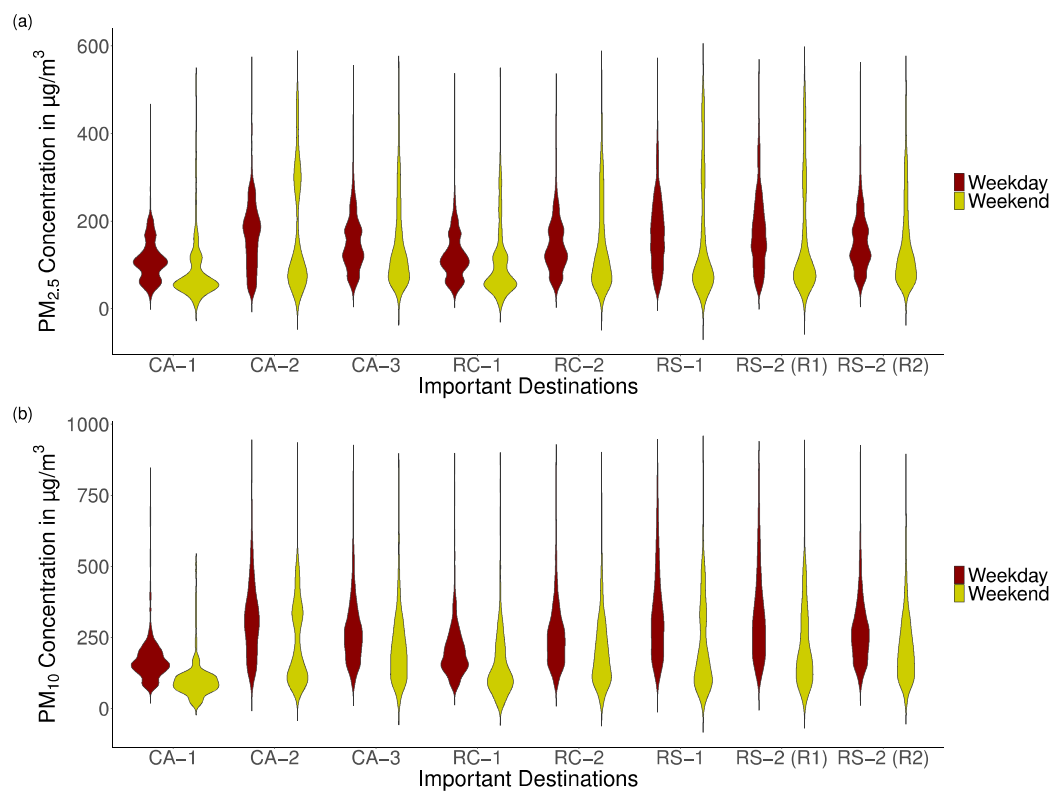 (a)
PM2.5 Concentration in µg/m³
600
400
200
0
CA−1 CA−2 CA−3 RC−1 RC−2 RS−1 RS−2 (R1) RS−2 (R2)
Important Destinations
Weekday
Weekend
(b)
PM10 Concentration in µg/m³
1000
750
500
250
0
CA−1 CA−2 CA−3 RC−1 RC−2 RS−1 RS−2 (R1) RS−2 (R2)
Important Destinations
Weekday
Weekend